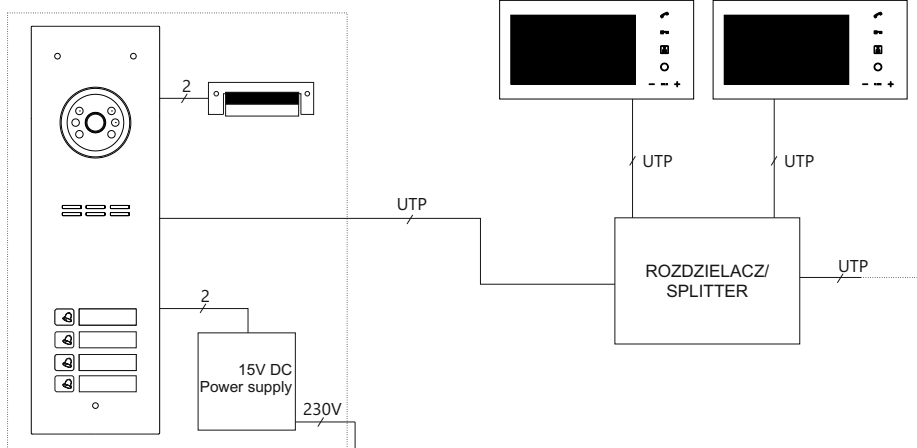 2
UTP
UTP
UTP
ROZDZIELACZ/
SPLITTER
UTP
2
15V DC
Power supply
230V